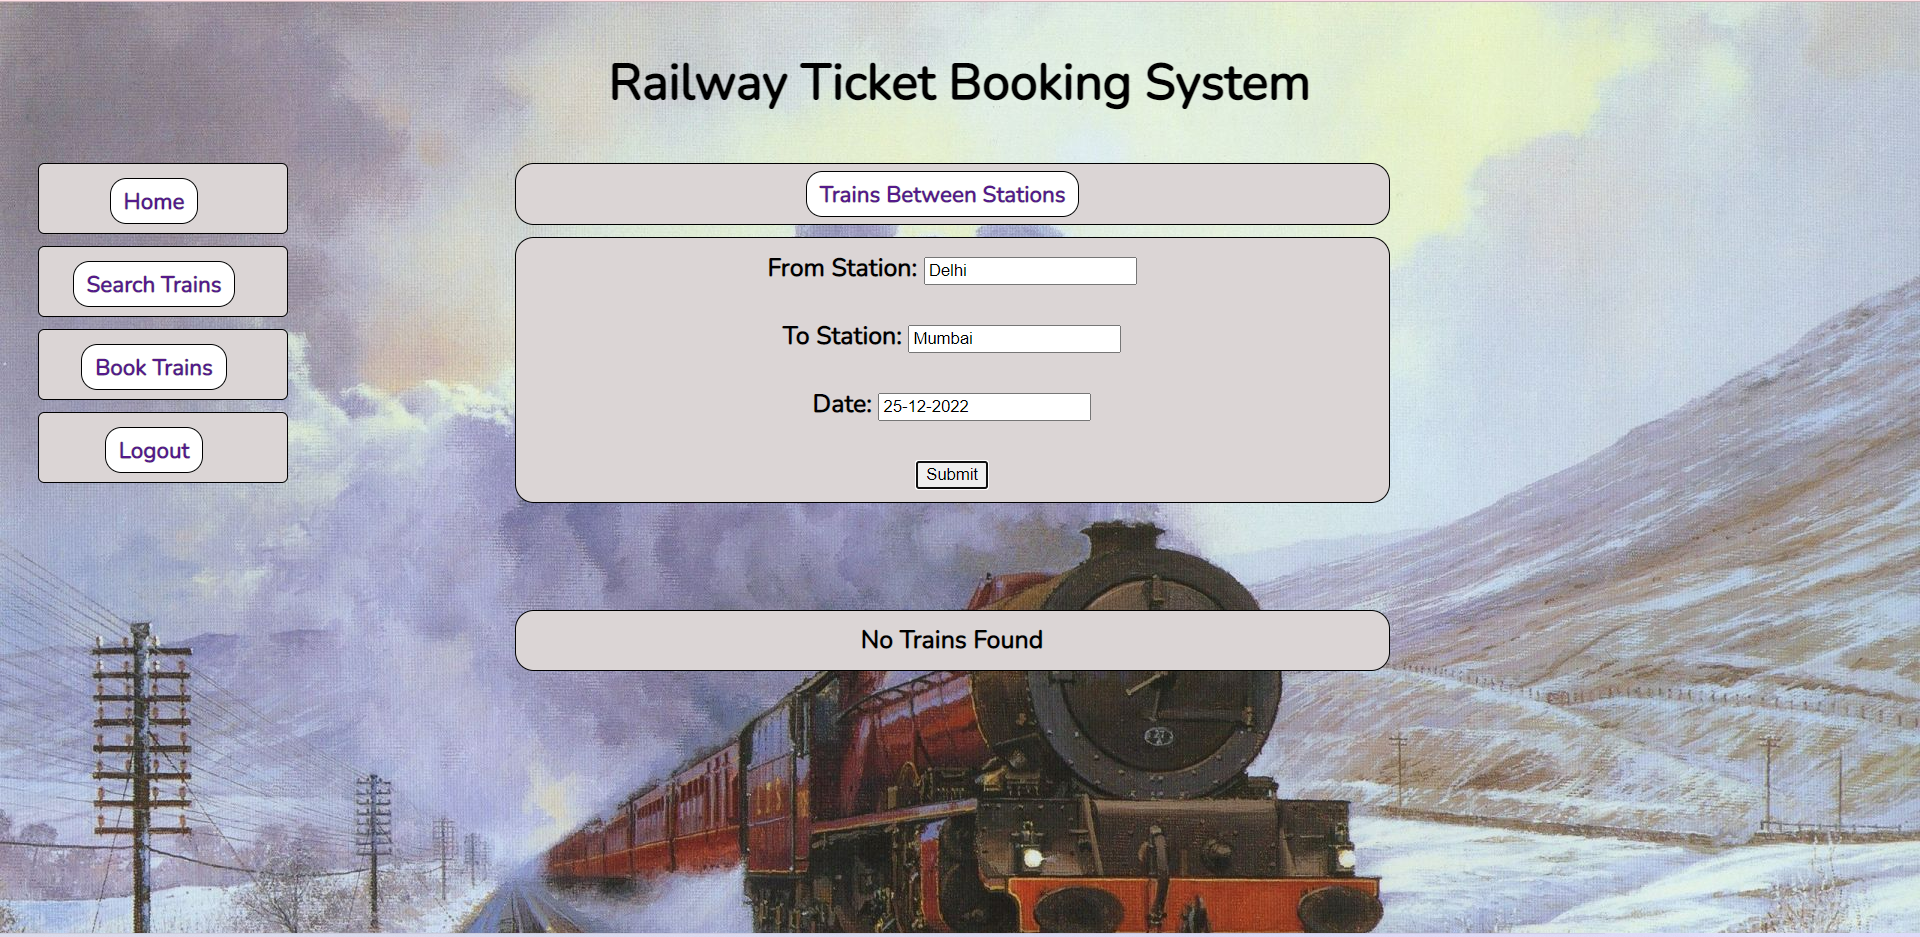 Railway Ticket Booking System
Home
Search Trains
Book Trains
Logout
Trains Between Stations
From Station: Delhi
To Station: Mumbai
Date: 25-12-2022
Submit
No Trains Found